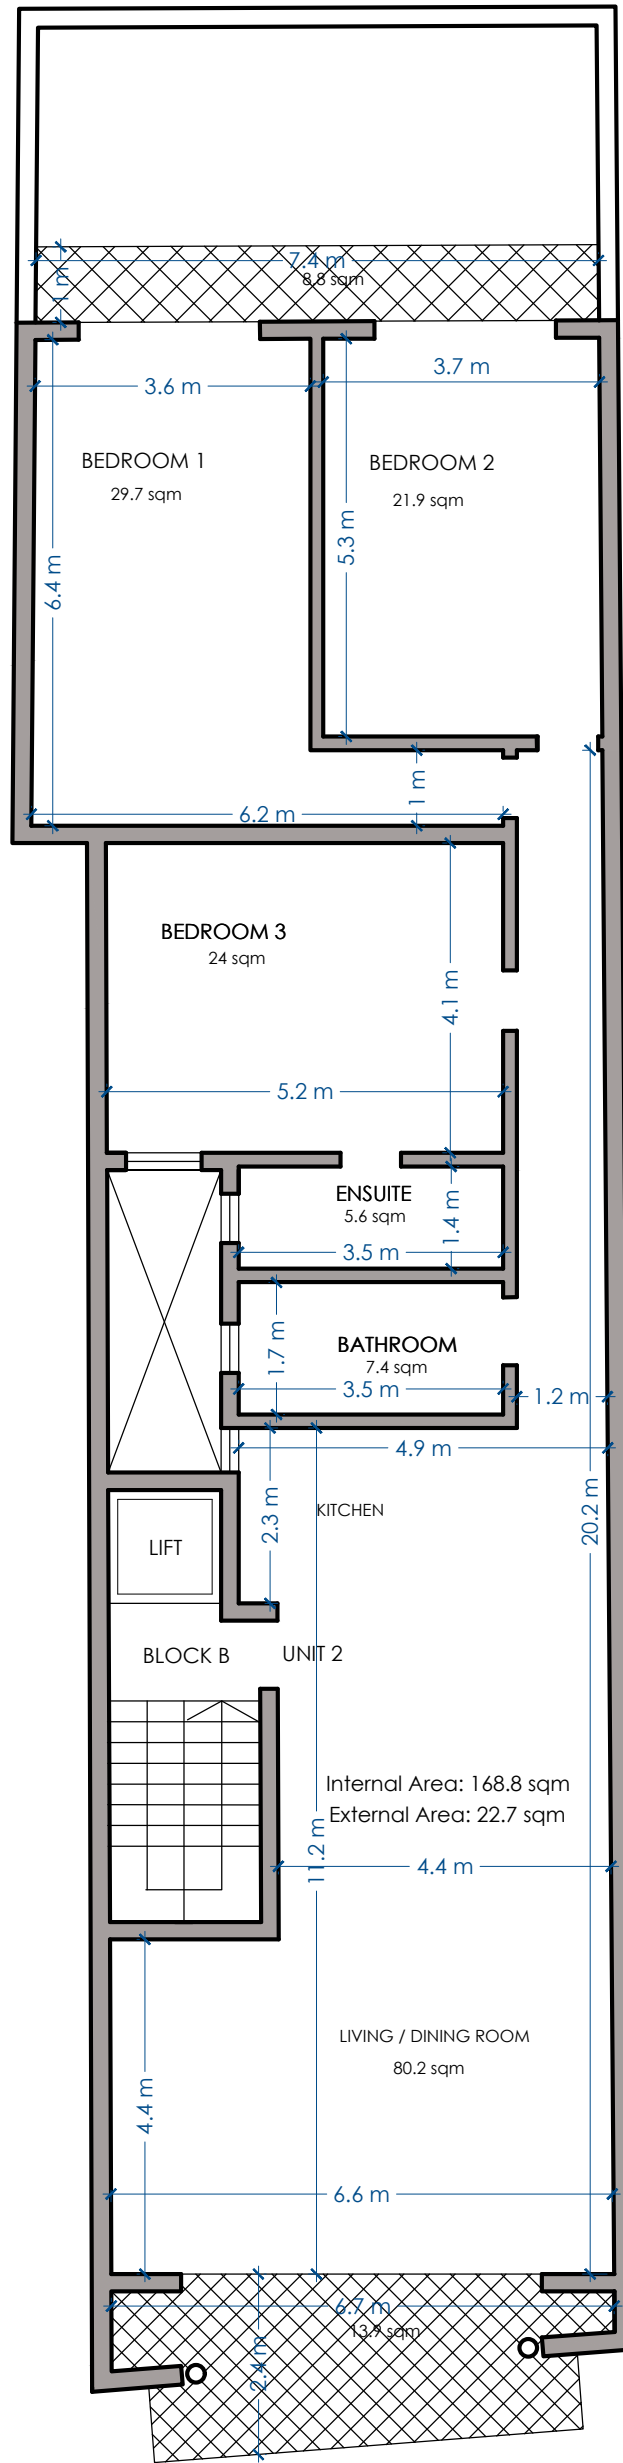 7.4 m
8.8 sqm
1 m
3.6 m
3.7 m
BEDROOM 1
29.7 sqm
BEDROOM 2
21.9 sqm
5.3 m
6.4 m
1 m
6.2 m
BEDROOM 3
24 sqm
4.1 m
5.2 m
ENSUITE
5.6 sqm
1.4 m
3.5 m
1.7 m
BATHROOM
7.4 sqm
3.5 m
1.2 m
4.9 m
2.3 m
KITCHEN
20.2 m
LIFT
BLOCK B
UNIT 2
Internal Area: 168.8 sqm
External Area: 22.7 sqm
11.2 m
4.4 m
LIVING / DINING ROOM
80.2 sqm
4.4 m
6.6 m
6.7 m
13.9 sqm
2.4 m